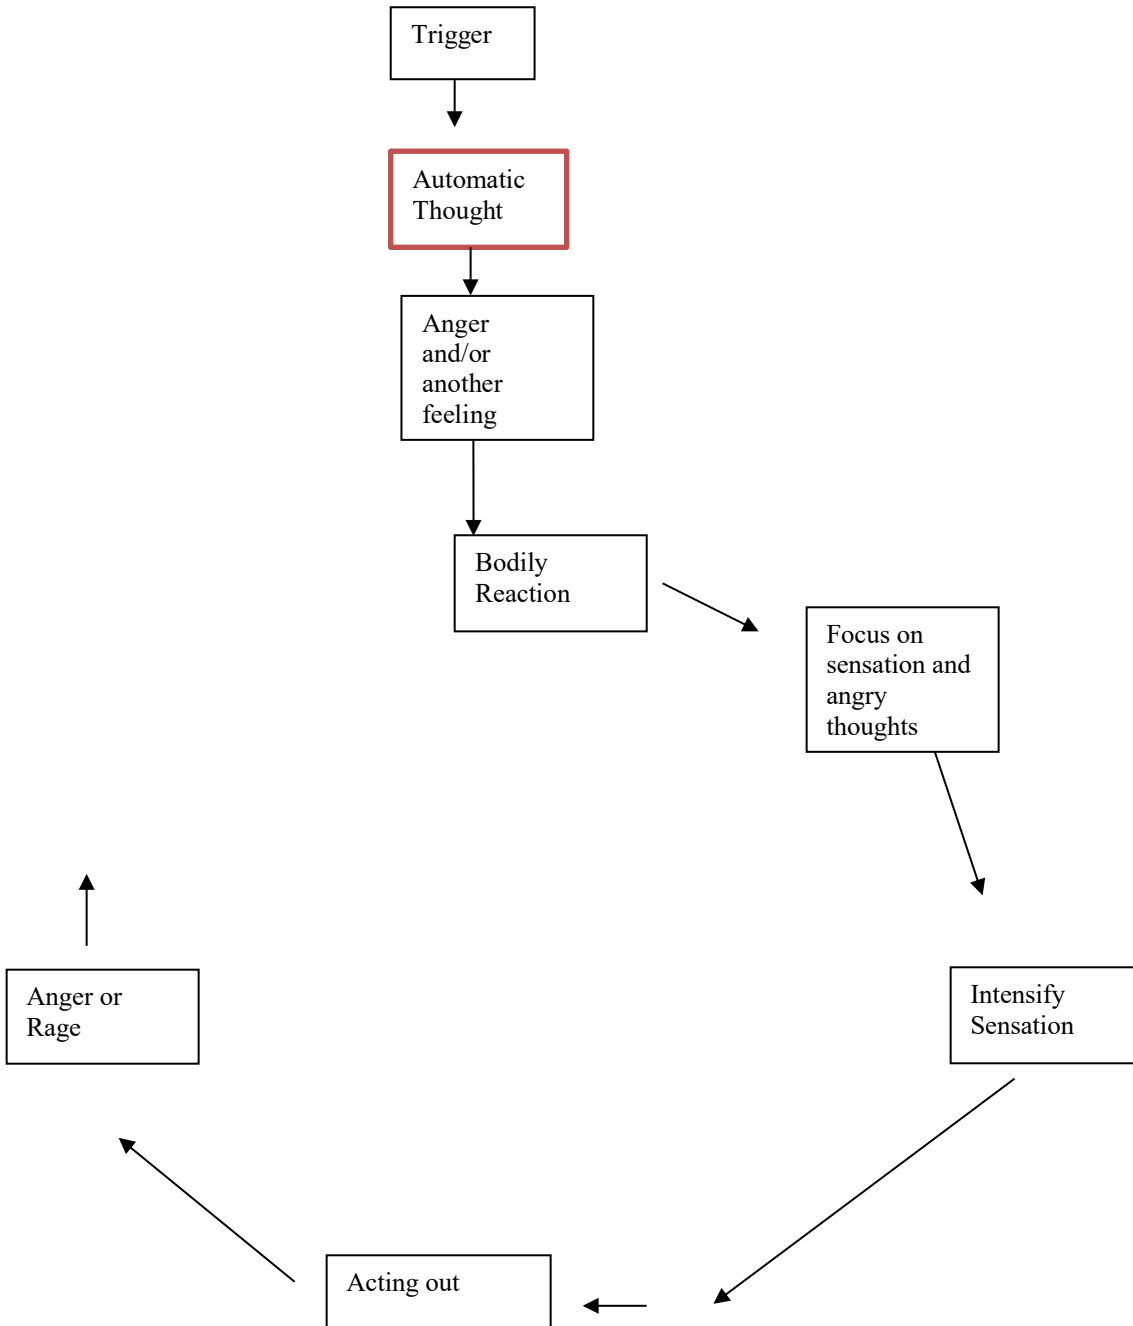 Trigger
Automatic
Thought
Anger
and/or
another
feeling
Bodily
Reaction
Focus on
sensation and
angry
thoughts
Intensify
Sensation
Anger or
Rage
Acting out